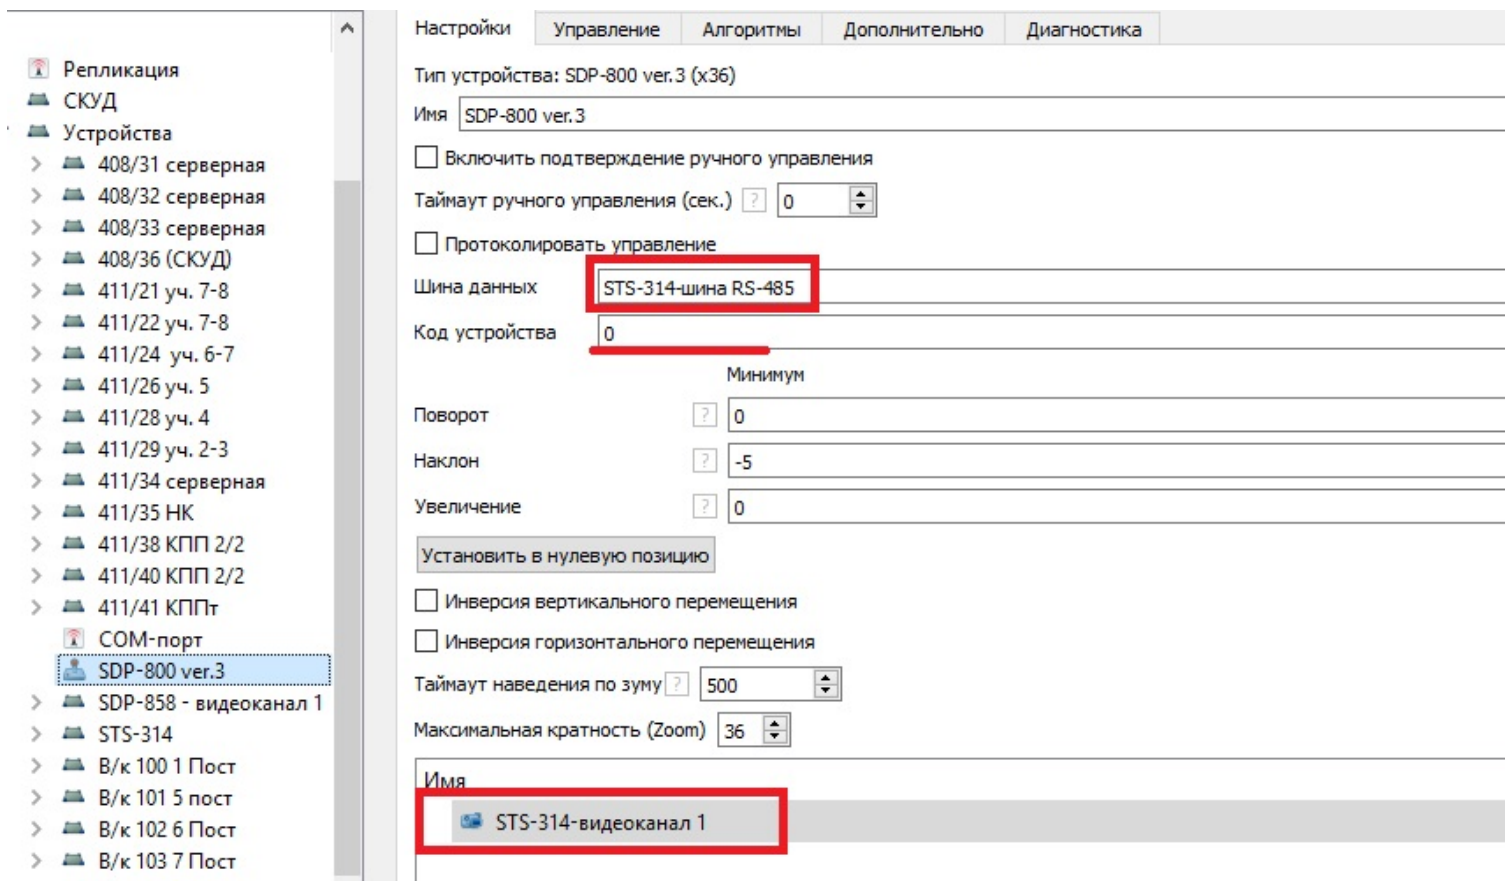 Репликация
СКУД
Устройства
408/31 серверная
408/32 серверная
408/33 серверная
408/36 (СКУД)
411/21 уч. 7-8
411/22 уч. 7-8
411/24 уч. 6-7
411/26 уч. 5
411/28 уч. 4
411/29 уч. 2-3
411/34 серверная
411/35 НК
411/38 КПП 2/2
411/40 КПП 2/2
411/41 КППт
COM-порт
SDP-800 ver.3
SDP-858 - видеоканал 1
STS-314
В/к 100 1 Пост
В/к 101 5 пост
В/к 102 6 Пост
В/к 103 7 Пост
Настройки Управление Алгоритмы Дополнительно Диагностика
Тип устройства: SDP-800 ver.3 (x36)
Имя SDP-800 ver.3
Включить подтверждение ручного управления
Таймаут ручного управления (сек.) ? 0
Протоколировать управление
Шина данных STS-314-шина RS-485
Код устройства 0
Минимум
Поворот ? 0
Наклон ? -5
Увеличение ? 0
Установить в нулевую позицию
Инверсия вертикального перемещения
Инверсия горизонтального перемещения
Таймаут наведения по зуму ? 500
Максимальная кратность (Zoom) 36
Имя
STS-314-видеоканал 1